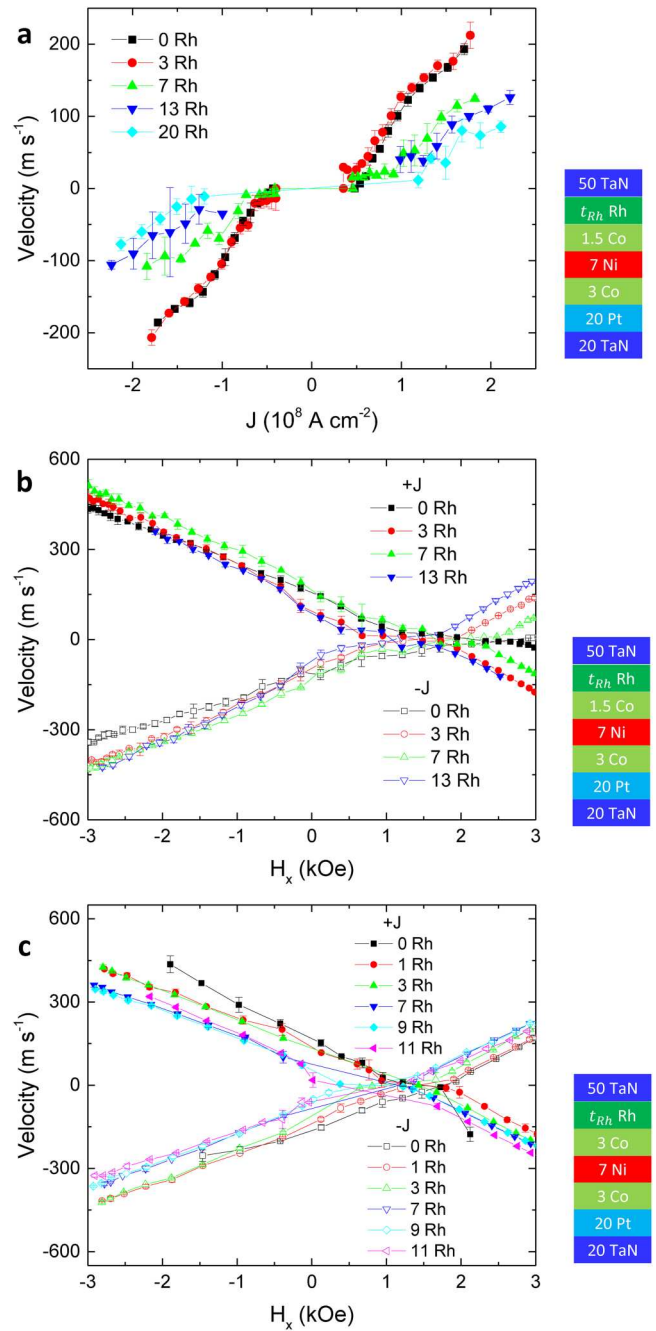 a
0 Rh
3 Rh
7 Rh
13 Rh
20 Rh
200
100
0
-100
-200
Velocity (m s⁻¹)
-2
-1
0
1
2
J (10⁸ A cm⁻²)
50 TaN
t_Rh Rh
1.5 Co
7 Ni
3 Co
20 Pt
20 TaN
b
+J
0 Rh
3 Rh
7 Rh
13 Rh
-J
0 Rh
3 Rh
7 Rh
13 Rh
600
300
0
-300
-600
Velocity (m s⁻¹)
-3
-2
-1
0
1
2
3
Hₓ (kOe)
50 TaN
t_Rh Rh
1.5 Co
7 Ni
3 Co
20 Pt
20 TaN
c
+J
0 Rh
1 Rh
3 Rh
7 Rh
9 Rh
11 Rh
-J
0 Rh
1 Rh
3 Rh
7 Rh
9 Rh
11 Rh
600
300
0
-300
-600
Velocity (m s⁻¹)
-3
-2
-1
0
1
2
3
Hₓ (kOe)
50 TaN
t_Rh Rh
3 Co
7 Ni
3 Co
20 Pt
20 TaN